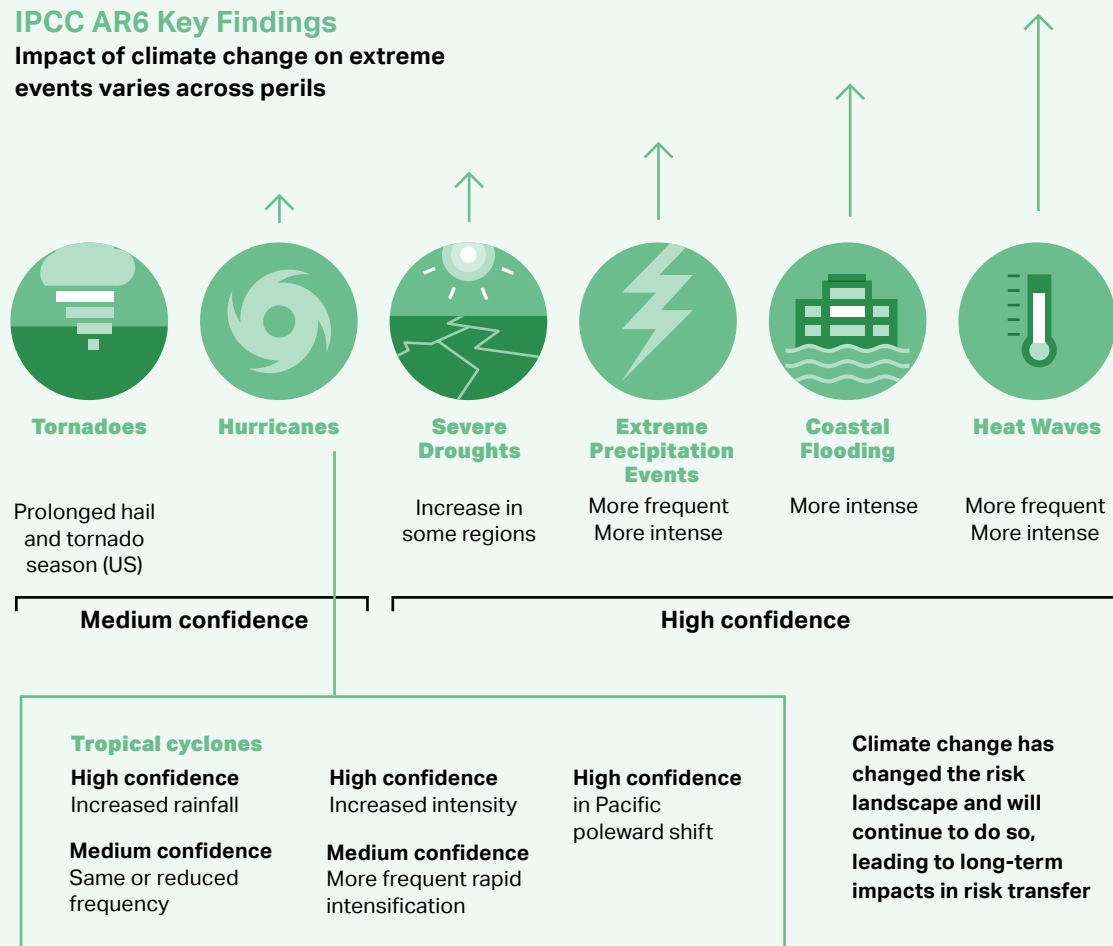 IPCC AR6 Key Findings
Impact of climate change on extreme
events varies across perils
Tornadoes
Hurricanes
Severe
Droughts
Extreme
Precipitation
Events
Coastal
Flooding
Heat Waves
Prolonged hail
and tornado
season (US)
Increase in
some regions
More frequent
More intense
More intense
More frequent
More intense
Medium confidence
High confidence
Tropical cyclones
High confidence
Increased rainfall
Medium confidence
Same or reduced
frequency
High confidence
Increased intensity
Medium confidence
More frequent rapid
intensification
High confidence
in Pacific
poleward shift
Climate change has
changed the risk
landscape and will
continue to do so,
leading to long-term
impacts in risk transfer